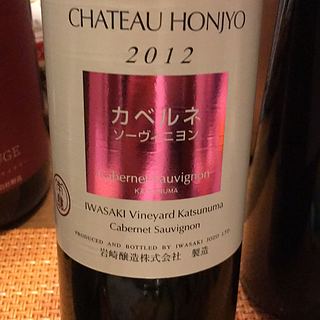 CHATEAU HONJYO
2012
カベルネ
ソーヴィニヨン
Cabernet Sauvignon
KATSUNUMA
IWASAKI Vineyard Katsunuma
Cabernet Sauvignon
PRODUCED AND BOTTLED BY IWASAKI JOZO LTD.
岩崎醸造株式会社 製造